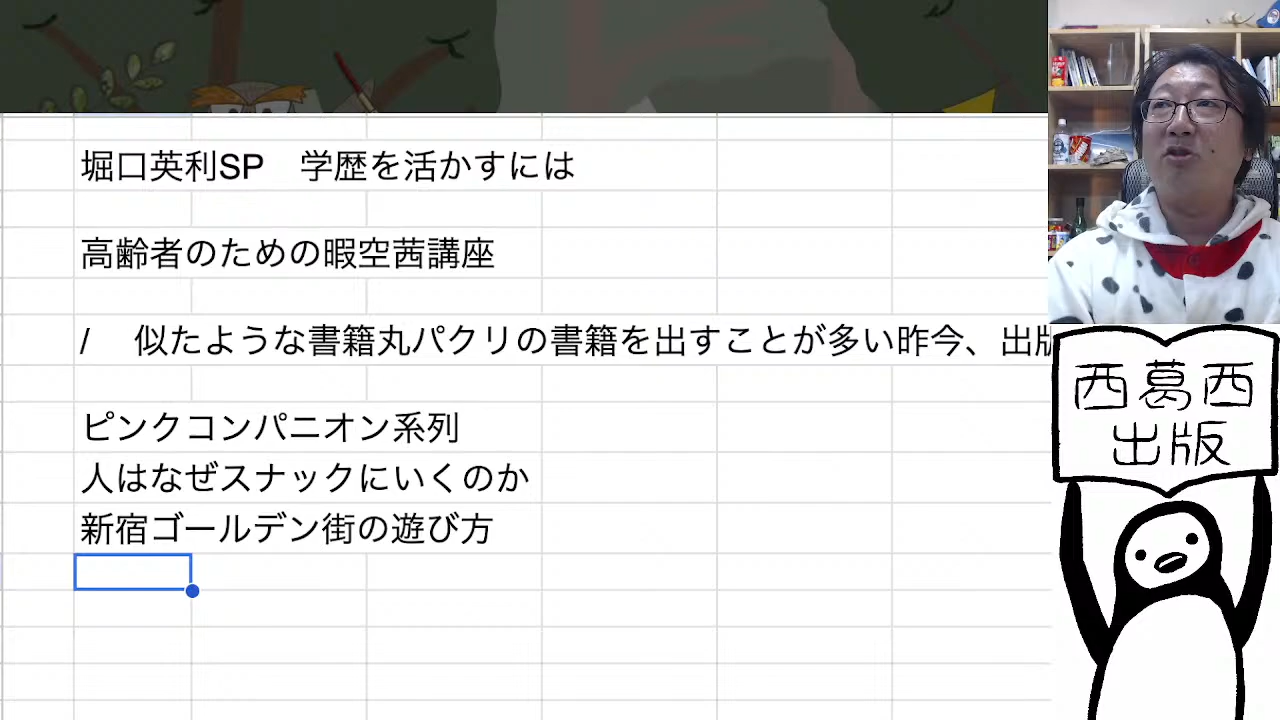 堀口英利SP　学歴を活かすには
高齢者のための暇空茜講座
/　似たような書籍丸パクリの書籍を出すことが多い昨今、出版
ピンクコンパニオン系列
人はなぜスナックにいくのか
新宿ゴールデン街の遊び方
西葛西
出版